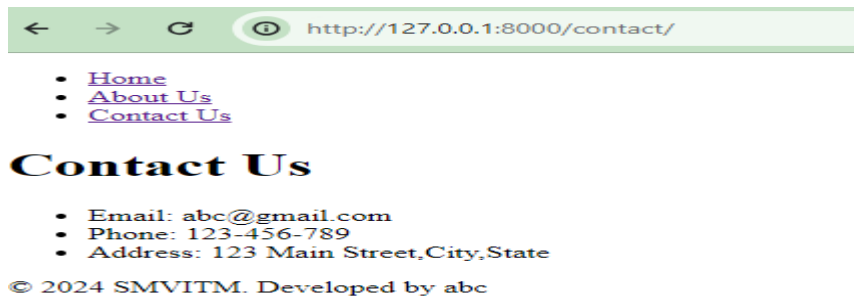 http://127.0.0.1:8000/contact/
Home
About Us
Contact Us
Contact Us
Email: abc@gmail.com
Phone: 123-456-789
Address: 123 Main Street,City,State
© 2024 SMVITM. Developed by abc